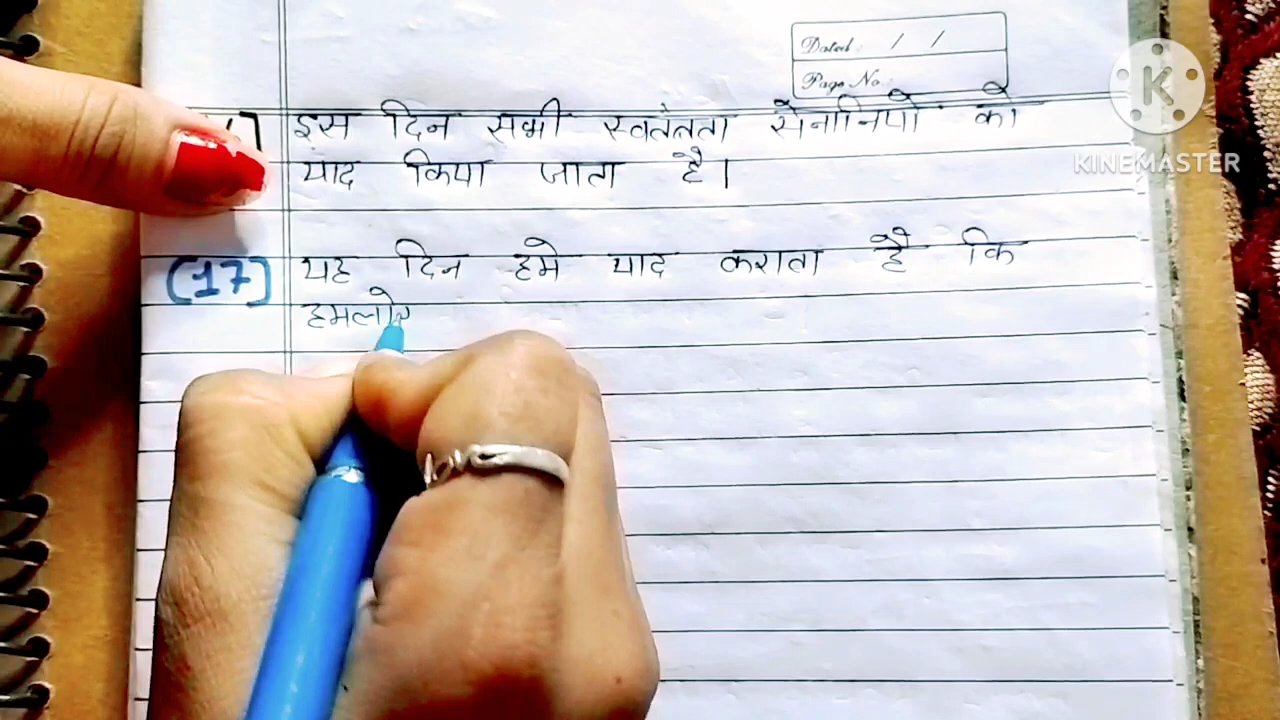 Dated: / /
Page No.:
KINEMASTER
इस दिन सभी स्वतंत्रता सेनानियो को
याद किया जाता है।
(17) यह दिन हमे याद कराता है कि
हमलो